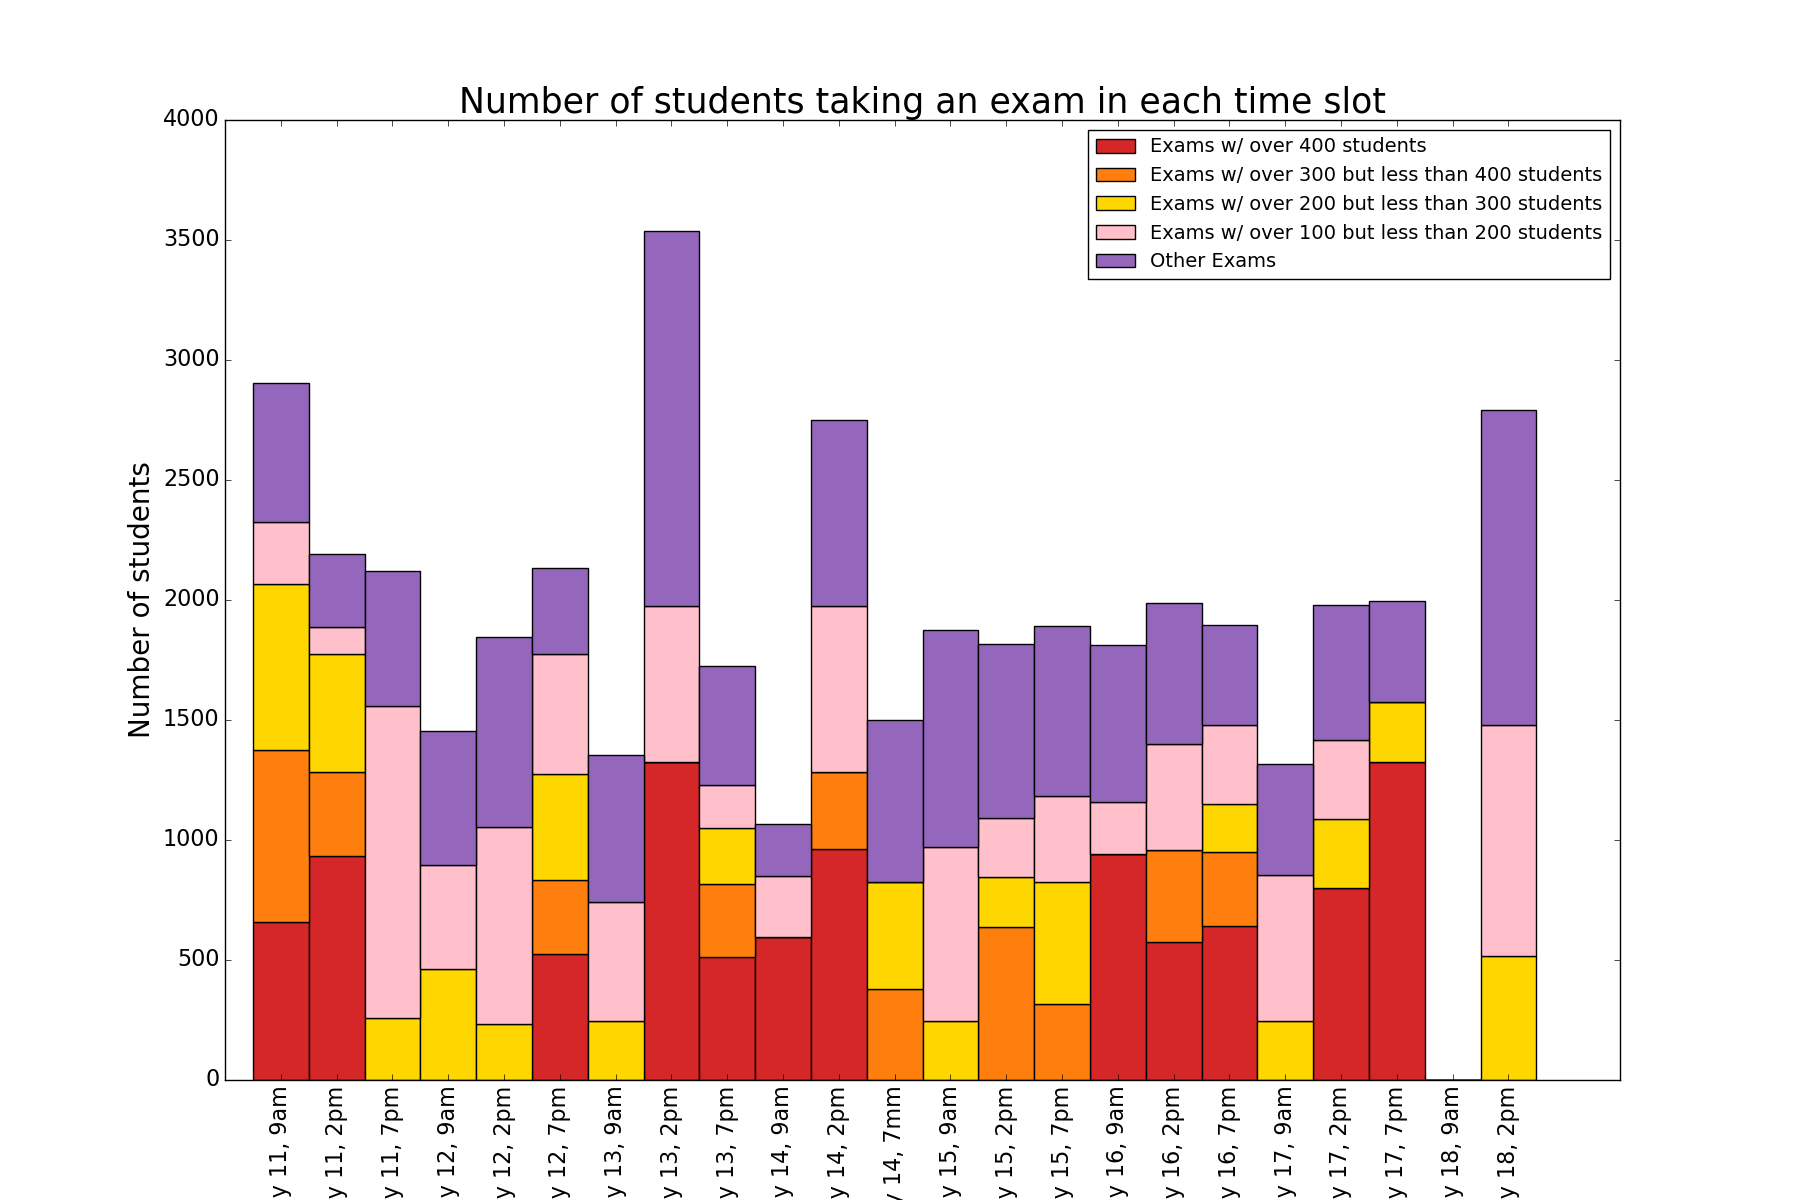 Number of students taking an exam in each time slot
4000
3500
3000
2500
2000
1500
1000
500
0
Number of students
Exams w/ over 400 students
Exams w/ over 300 but less than 400 students
Exams w/ over 200 but less than 300 students
Exams w/ over 100 but less than 200 students
Other Exams
y 11, 9am
y 11, 2pm
y 11, 7pm
y 12, 9am
y 12, 2pm
y 12, 7pm
y 13, 9am
y 13, 2pm
y 13, 7pm
y 14, 9am
y 14, 2pm
y 14, 7mm
y 15, 9am
y 15, 2pm
y 15, 7pm
y 16, 9am
y 16, 2pm
y 16, 7pm
y 17, 9am
y 17, 2pm
y 17, 7pm
y 18, 9am
y 18, 2pm